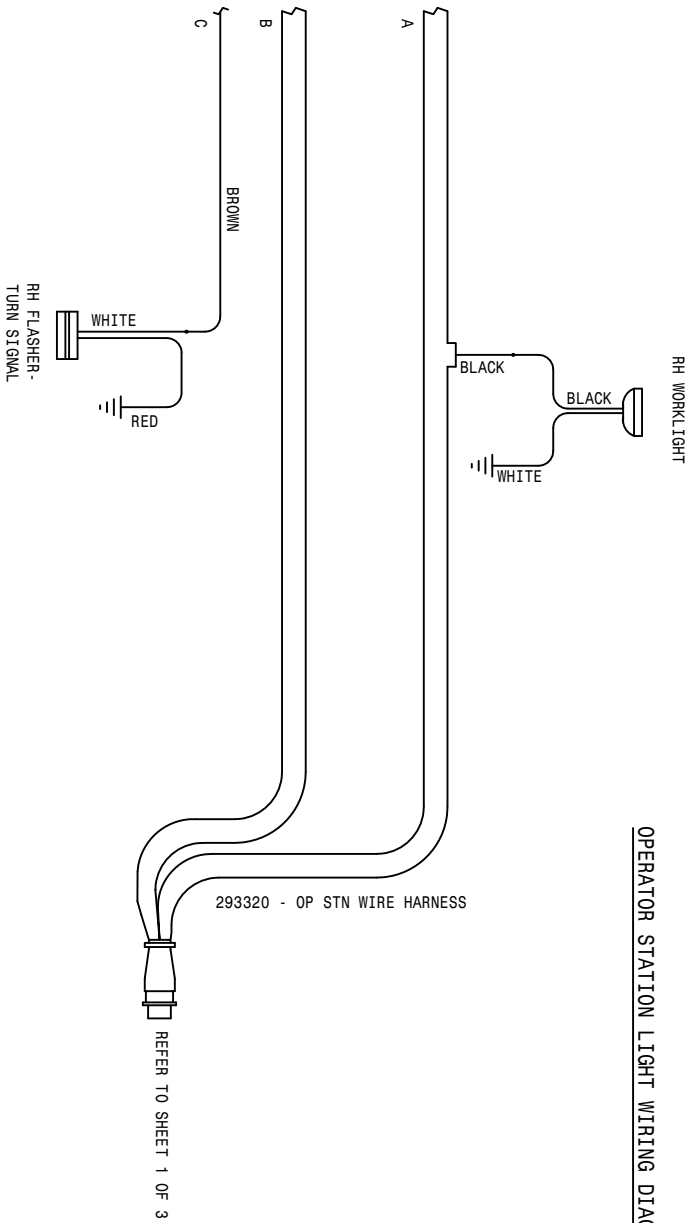 OPERATOR STATION LIGHT WIRING DIAG
RH WORKLIGHT
BLACK
WHITE
BLACK
A
B
C
BROWN
WHITE
RED
RH FLASHER-
TURN SIGNAL
293320 - OP STN WIRE HARNESS
REFER TO SHEET 1 OF 3